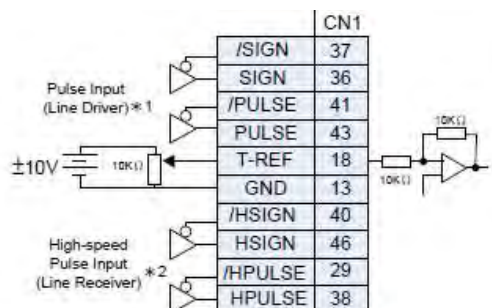 CN1
/SIGN 37
SIGN 36
Pulse Input
(Line Driver)*1
/PULSE 41
PULSE 43
±10V 10KΩ T-REF 18 10KΩ 10KΩ
GND 13
/HSIGN 40
High-speed
Pulse Input
(Line Receiver)*2
HSIGN 46
/HPULSE 29
HPULSE 38